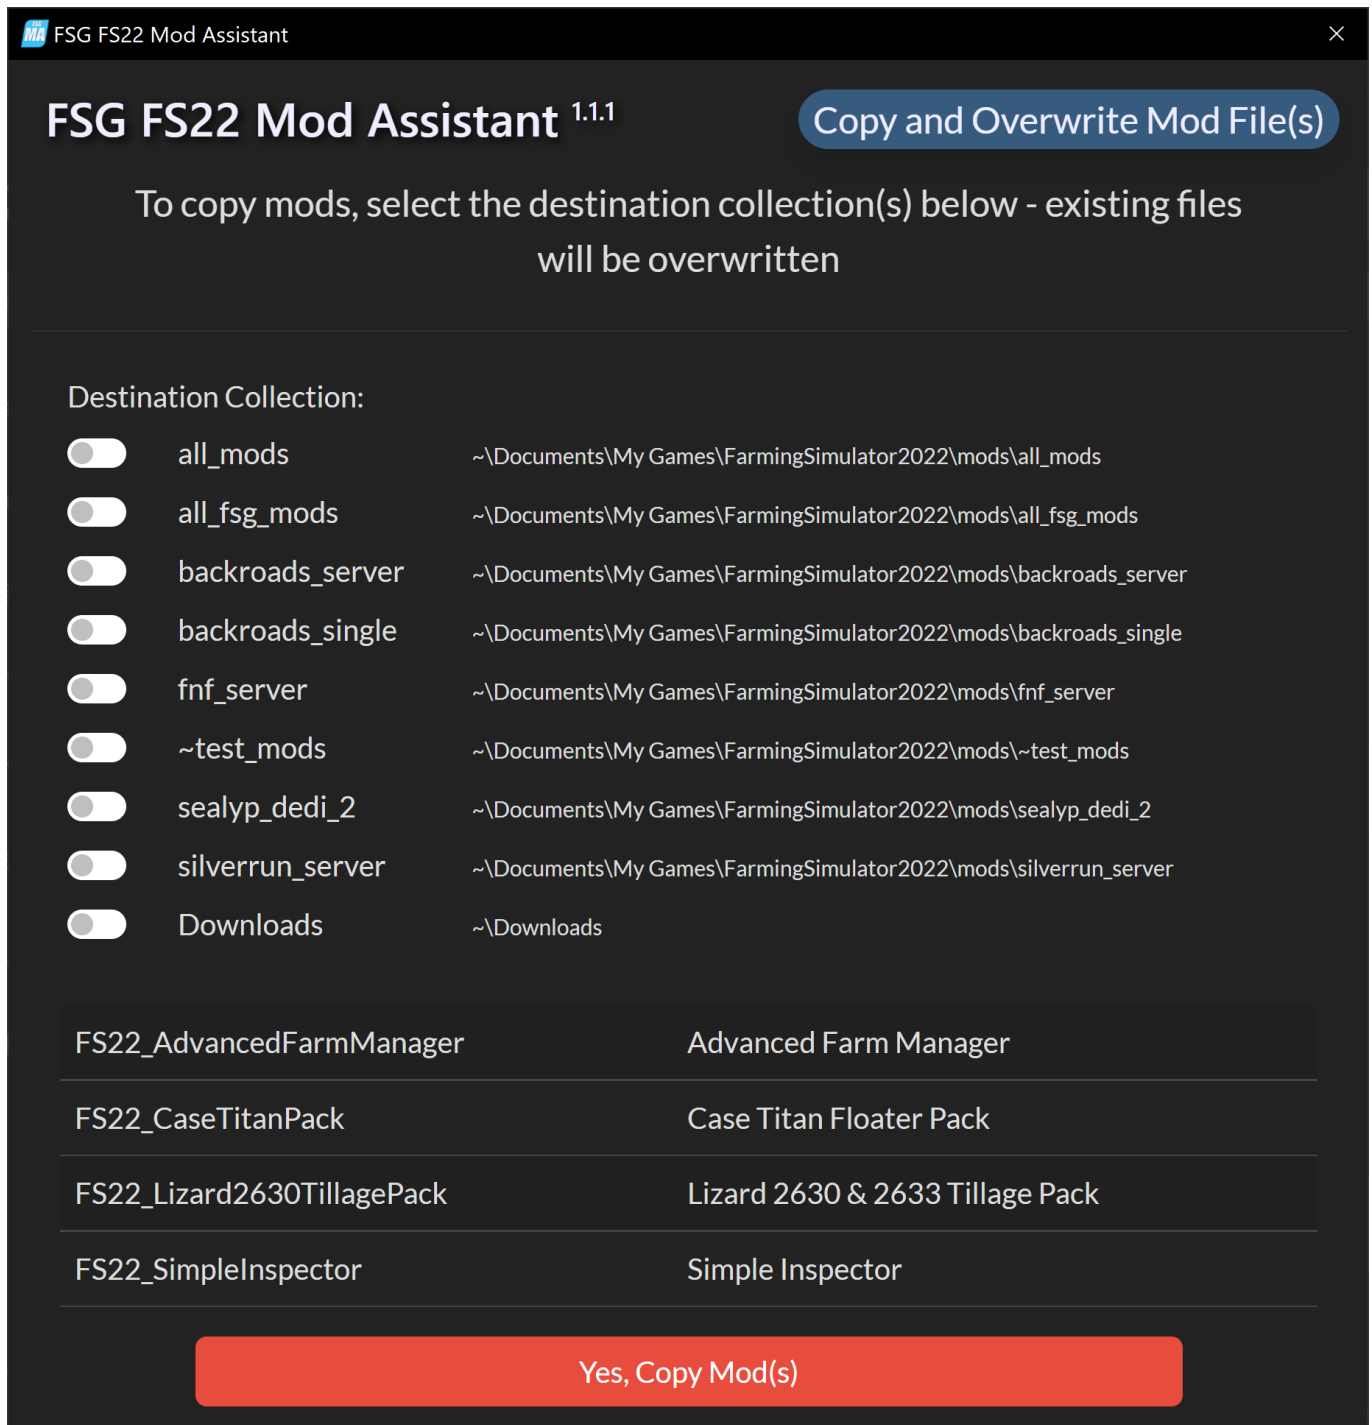 FSG MA FSG FS22 Mod Assistant
FSG FS22 Mod Assistant 1.1.1
Copy and Overwrite Mod File(s)
To copy mods, select the destination collection(s) below - existing files
will be overwritten
Destination Collection:
all_mods ~\Documents\My Games\FarmingSimulator2022\mods\all_mods
all_fsg_mods ~\Documents\My Games\FarmingSimulator2022\mods\all_fsg_mods
backroads_server ~\Documents\My Games\FarmingSimulator2022\mods\backroads_server
backroads_single ~\Documents\My Games\FarmingSimulator2022\mods\backroads_single
fnf_server ~\Documents\My Games\FarmingSimulator2022\mods\fnf_server
~test_mods ~\Documents\My Games\FarmingSimulator2022\mods\~test_mods
sealyp_dedi_2 ~\Documents\My Games\FarmingSimulator2022\mods\sealyp_dedi_2
silverrun_server ~\Documents\My Games\FarmingSimulator2022\mods\silverrun_server
Downloads ~\Downloads
FS22_AdvancedFarmManager Advanced Farm Manager
FS22_CaseTitanPack Case Titan Floater Pack
FS22_Lizard2630TillagePack Lizard 2630 & 2633 Tillage Pack
FS22_SimpleInspector Simple Inspector
Yes, Copy Mod(s)